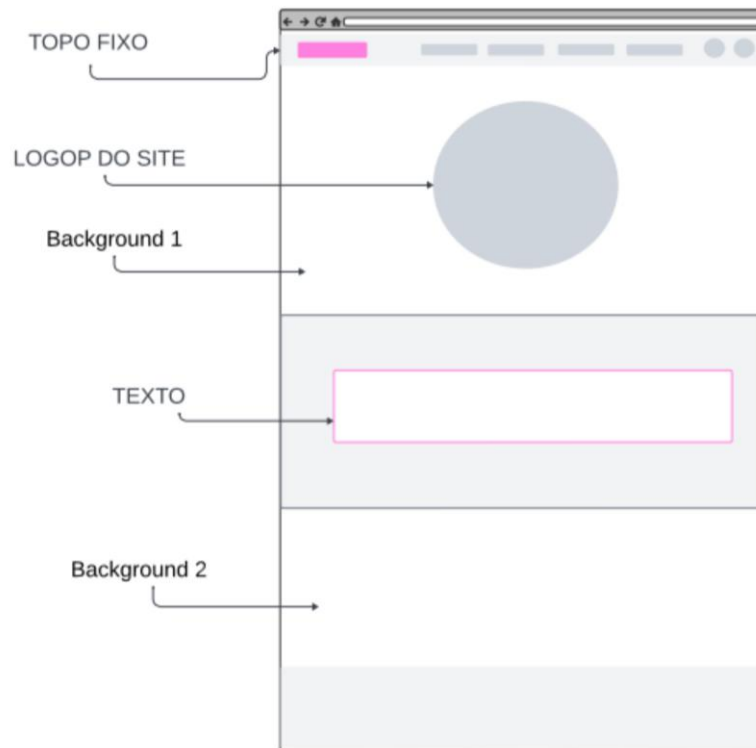 TOPO FIXO
LOGOP DO SITE
Background 1
TEXTO
Background 2